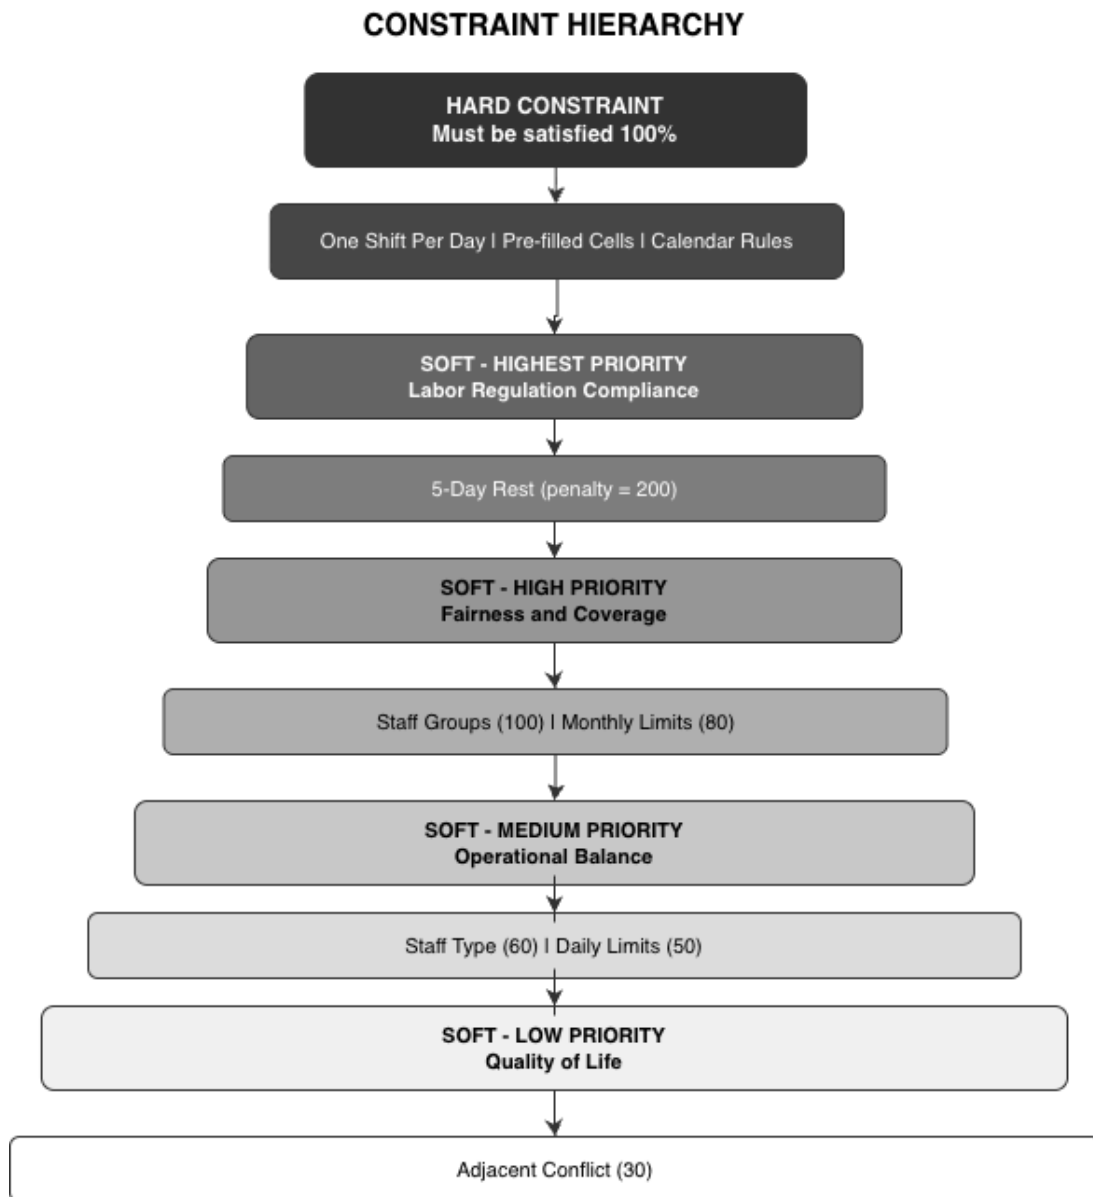 CONSTRAINT HIERARCHY
HARD CONSTRAINT
Must be satisfied 100%
One Shift Per Day | Pre-filled Cells | Calendar Rules
SOFT - HIGHEST PRIORITY
Labor Regulation Compliance
5-Day Rest (penalty = 200)
SOFT - HIGH PRIORITY
Fairness and Coverage
Staff Groups (100) | Monthly Limits (80)
SOFT - MEDIUM PRIORITY
Operational Balance
Staff Type (60) | Daily Limits (50)
SOFT - LOW PRIORITY
Quality of Life
Adjacent Conflict (30)